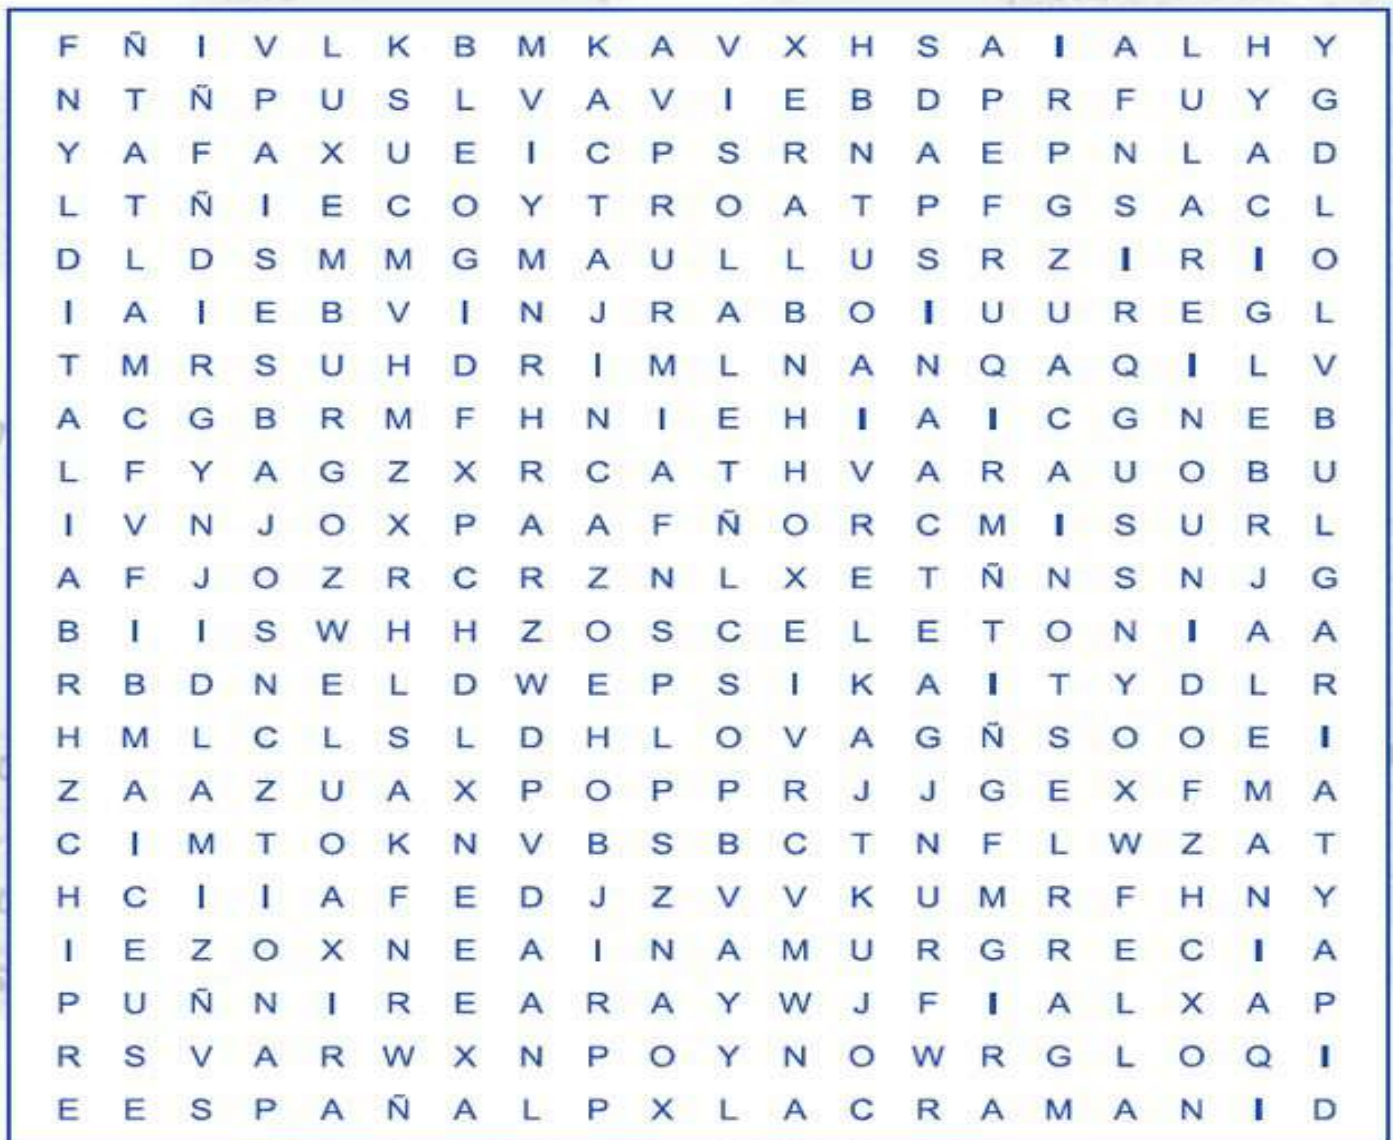 F Ñ I V L K B M K A V X H S A I A L H Y
N T Ñ P U S L V A V I E B D P R F U Y G
Y A F A X U E I C P S R N A E P N L A D
L T Ñ I E C O Y T R O A T P F G S A C L
D L D S M M G M A U L L U S R Z I R I O
I A I E B V I N J R A B O I U U R E G L
T M R S U H D R I M L N A N Q A Q I L V
A C G B R M F H N I E H I A I C G N E B
L F Y A G Z X R C A T H V A R A U O B U
I V N J O X P A A F Ñ O R C M I S U R L
A F J O Z R C R Z N L X E T Ñ N S N J G
B I I S W H H Z O S C E L E T O N I A A
R B D N E L D W E P S I K A I T Y D L R
H M L C L S L D H L O V A G Ñ S O O E I
Z A A Z U A X P O P P R J J G E X F M A
C I M T O K N V B S B C T N F L W Z A T
H C I I A F E D J Z V V K U M R F H N Y
I E Z O X N E A I N A M U R G R E C I A
P U Ñ N I R E A R A Y W J F I A L X A P
R S V A R W X N P O Y N O W R G L O Q I
E E S P A Ñ A L P X L A C R A M A N I D